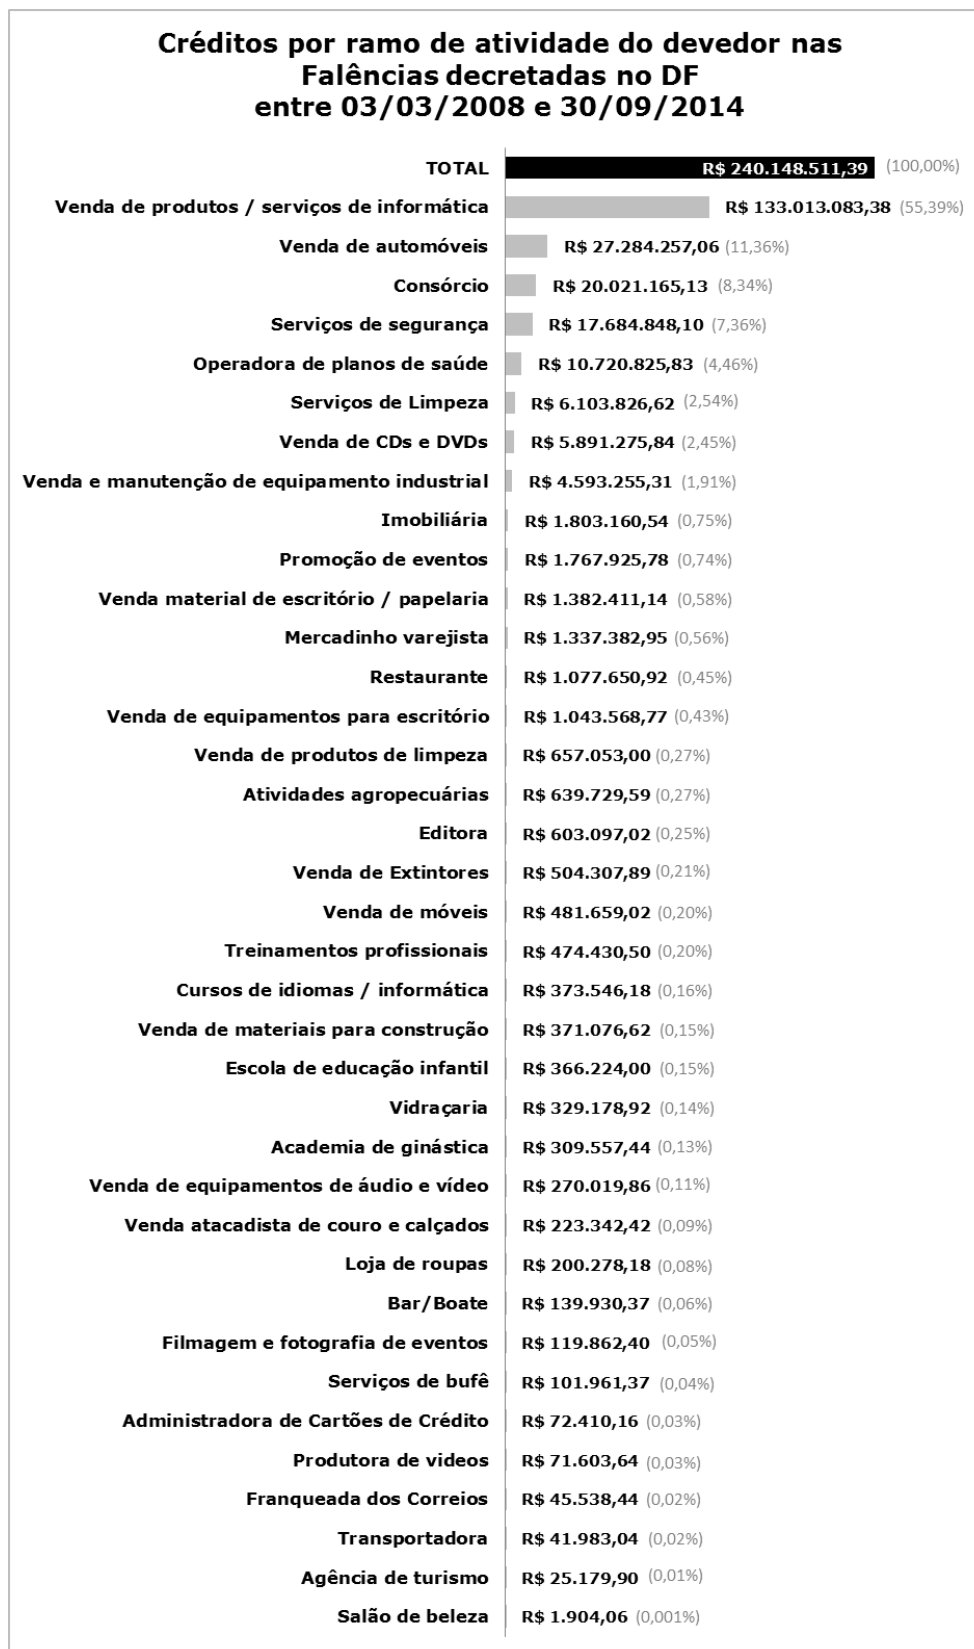 Créditos por ramo de atividade do devedor nas
Falências decretadas no DF
entre 03/03/2008 e 30/09/2014
TOTAL R$ 240.148.511,39 (100,00%)
Venda de produtos / serviços de informática R$ 133.013.083,38 (55,39%)
Venda de automóveis R$ 27.284.257,06 (11,36%)
Consórcio R$ 20.021.165,13 (8,34%)
Serviços de segurança R$ 17.684.848,10 (7,36%)
Operadora de planos de saúde R$ 10.720.825,83 (4,46%)
Serviços de Limpeza R$ 6.103.826,62 (2,54%)
Venda de CDs e DVDs R$ 5.891.275,84 (2,45%)
Venda e manutenção de equipamento industrial R$ 4.593.255,31 (1,91%)
Imobiliária R$ 1.803.160,54 (0,75%)
Promoção de eventos R$ 1.767.925,78 (0,74%)
Venda material de escritório / papelaria R$ 1.382.411,14 (0,58%)
Mercadinho varejista R$ 1.337.382,95 (0,56%)
Restaurante R$ 1.077.650,92 (0,45%)
Venda de equipamentos para escritório R$ 1.043.568,77 (0,43%)
Venda de produtos de limpeza R$ 657.053,00 (0,27%)
Atividades agropecuárias R$ 639.729,59 (0,27%)
Editora R$ 603.097,02 (0,25%)
Venda de Extintores R$ 504.307,89 (0,21%)
Venda de móveis R$ 481.659,02 (0,20%)
Treinamentos profissionais R$ 474.430,50 (0,20%)
Cursos de idiomas / informática R$ 373.546,18 (0,16%)
Venda de materiais para construção R$ 371.076,62 (0,15%)
Escola de educação infantil R$ 366.224,00 (0,15%)
Vidraçaria R$ 329.178,92 (0,14%)
Academia de ginástica R$ 309.557,44 (0,13%)
Venda de equipamentos de áudio e vídeo R$ 270.019,86 (0,11%)
Venda atacadista de couro e calçados R$ 223.342,42 (0,09%)
Loja de roupas R$ 200.278,18 (0,08%)
Bar/Boate R$ 139.930,37 (0,06%)
Filmagem e fotografia de eventos R$ 119.862,40 (0,05%)
Serviços de bufê R$ 101.961,37 (0,04%)
Administradora de Cartões de Crédito R$ 72.410,16 (0,03%)
Produtora de videos R$ 71.603,64 (0,03%)
Franqueada dos Correios R$ 45.538,44 (0,02%)
Transportadora R$ 41.983,04 (0,02%)
Agência de turismo R$ 25.179,90 (0,01%)
Salão de beleza R$ 1.904,06 (0,001%)